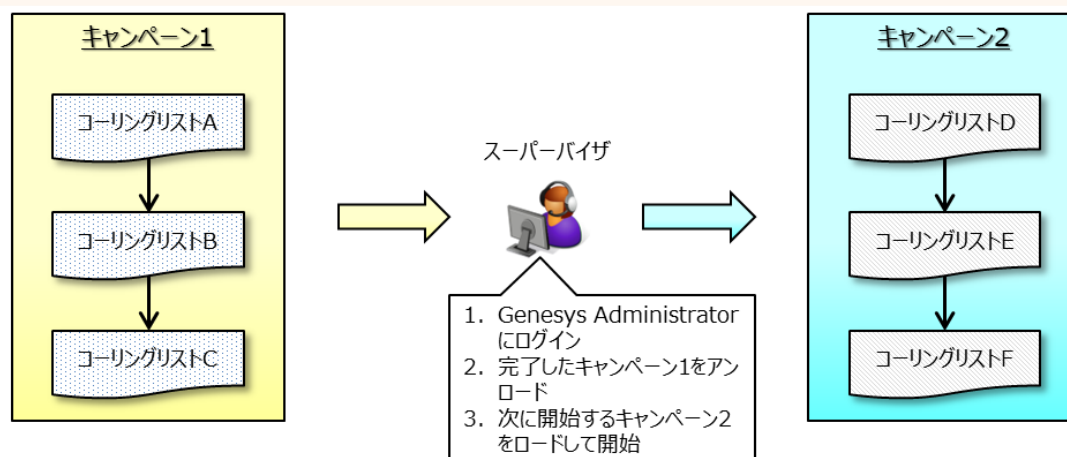 キャンペーン1
コーリングリストA
コーリングリストB
コーリングリストC
スーパーバイザ
1. Genesys Administrator
にログイン
2. 完了したキャンペーン1をアン
ロード
3. 次に開始するキャンペーン2
をロードして開始
キャンペーン2
コーリングリストD
コーリングリストE
コーリングリストF